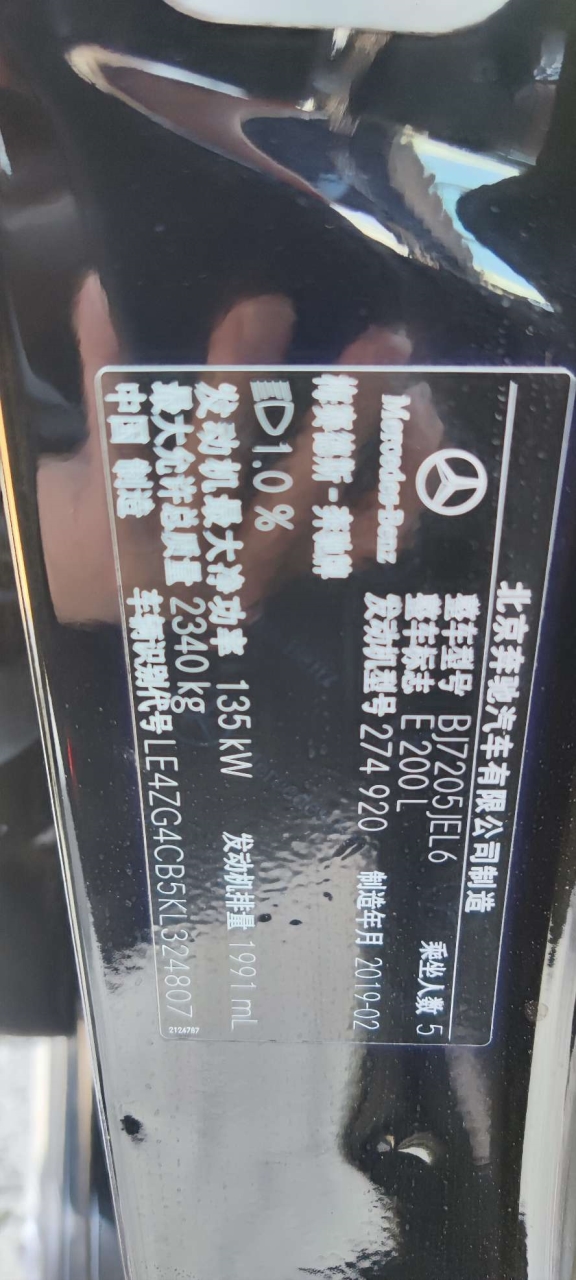 北京奔驰汽车有限公司制造
整车型号 BJ7205JEL6 乘坐人数 5
整车标志 E 200 L
发动机型号 274 920 制造年月 2019-02
Mercedes-Benz
梅赛德斯-奔驰牌
1.0%
发动机最大净功率 135 kW 发动机排量 1991 mL
最大允许总质量 2340 kg
中国 制造 车辆识别代号 LE4ZG4CB5KL324807
2124787